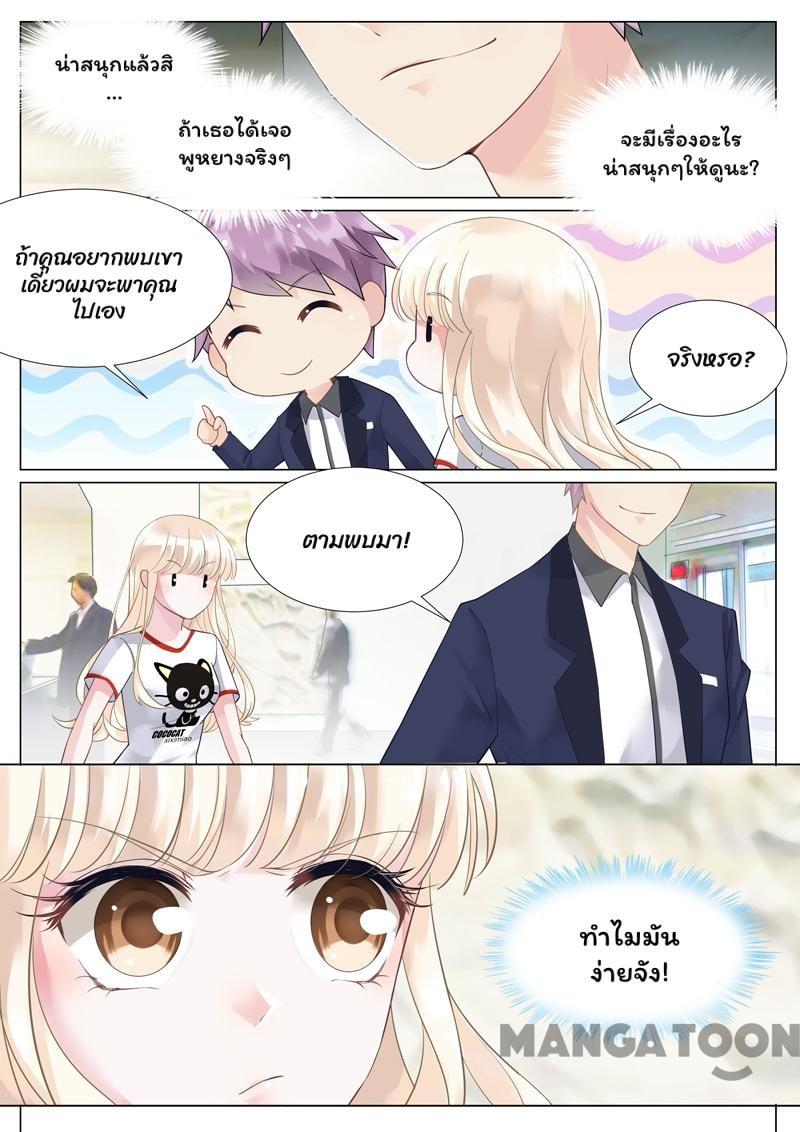 น่าสนุกแล้วสิ
...
ถ้าเธอได้เจอ
พูหยางจริงๆ
จะมีเรื่องอะไร
น่าสนุกๆให้ดูนะ?
ถ้าคุณอยากพบเขา
เดี๋ยวผมจะพาคุณ
ไปเอง
จริงหรอ?
ตามพบมา!
COCOCAT
XIXIMIAO
ทำไมมัน
ง่ายจัง!
MANGATOON